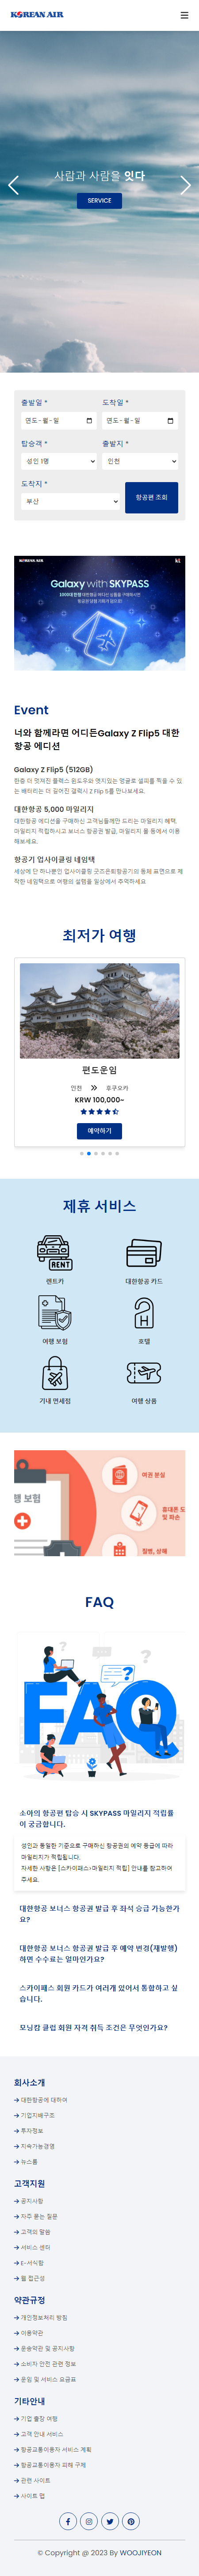 KOREAN AIR
사람과 사람을 잇다
SERVICE
출발일 *
도착일 *
연도-월-일
연도-월-일
탑승객 *
출발지 *
성인 1명
인천
도착지 *
부산
항공편 조회
KOREAN AIR
kt
Galaxy with SKYPASS
Event
너와 함께라면 어디든Galaxy Z Flip5 대한
항공 에디션
Galaxy Z Flip5 (512GB)
한층 더 멋져진 플렉스 윈도우와 엣지있는 앵글로 셀피를 찍을 수 있
는 배터리는 더 길어진 갤럭시 Z Flip 5를 만나보세요.
대한항공 5,000 마일리지
대한항공 에디션을 구매하신 고객님들께만 드리는 마일리지 혜택.
마일리지 적립하시고 보너스 항공권 발급, 마일리지 몰 등에서 이용
해보세요.
항공기 업사이클링 네임택
세상에 단 하나뿐인 업사이클링 굿즈은퇴항공기의 동체 표면으로 제
작한 네임택으로 여행의 설렘을 일상에서 추억하세요
최저가 여행
편도운임
인천
후쿠오카
KRW 100,000~
예약하기
제휴 서비스
RENT
렌트카
대한항공 카드
여행 보험
호텔
기내 면세점
여행 상품
행 보험
여권 분실
휴대폰 도
및 파손
질병, 상해
FAQ
FAQ
소아의 항공편 탑승 시 SKYPASS 마일리지 적립률
이 궁금합니다.
성인과 동일한 기준으로 구매하신 항공권의 예약 등급에 따라
마일리지가 적립됩니다.
자세한 사항은 [스카이패스>마일리지 적립] 안내를 참고하여
주세요.
대한항공 보너스 항공권 발급 후 좌석 승급 가능한가
요?
대한항공 보너스 항공권 발급 후 예약 변경(재발행)
하면 수수료는 얼마인가요?
스카이패스 회원 카드가 여러개 있어서 통합하고 싶
습니다.
모닝캄 클럽 회원 자격 취득 조건은 무엇인가요?
회사소개
대한항공에 대하여
기업지배구조
투자정보
지속가능경영
뉴스룸
고객지원
공지사항
자주 묻는 질문
고객의 말씀
서비스 센터
E-서식함
웹 접근성
약관규정
개인정보처리 방침
이용약관
운송약관 및 공지사항
소비자 안전 관련 정보
운임 및 서비스 요금표
기타안내
기업 출장 여행
고객 안내 서비스
항공교통이용자 서비스 계획
항공교통이용자 피해 구제
관련 사이트
사이트 맵
© Copyright @ 2023 By WOOJIYEON